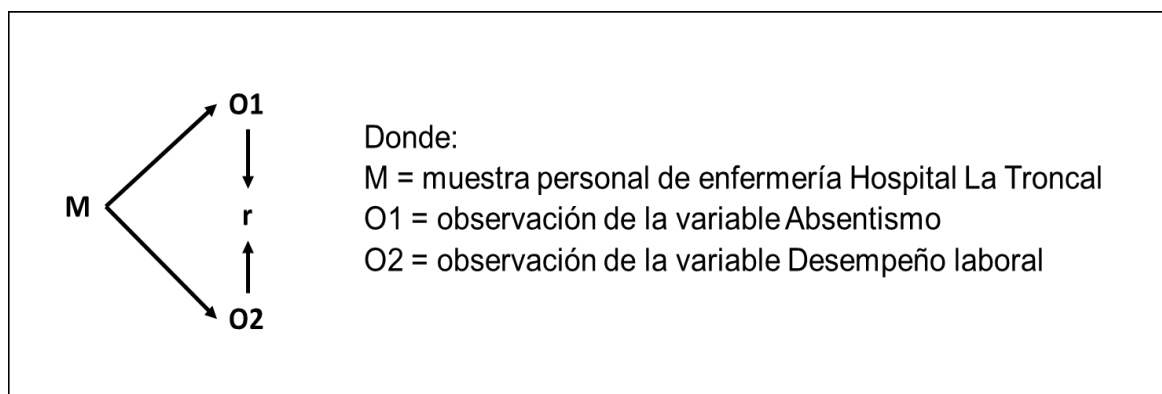 O1
M
r
O2
Donde:
M = muestra personal de enfermería Hospital La Troncal
O1 = observación de la variable Absentismo
O2 = observación de la variable Desempeño laboral